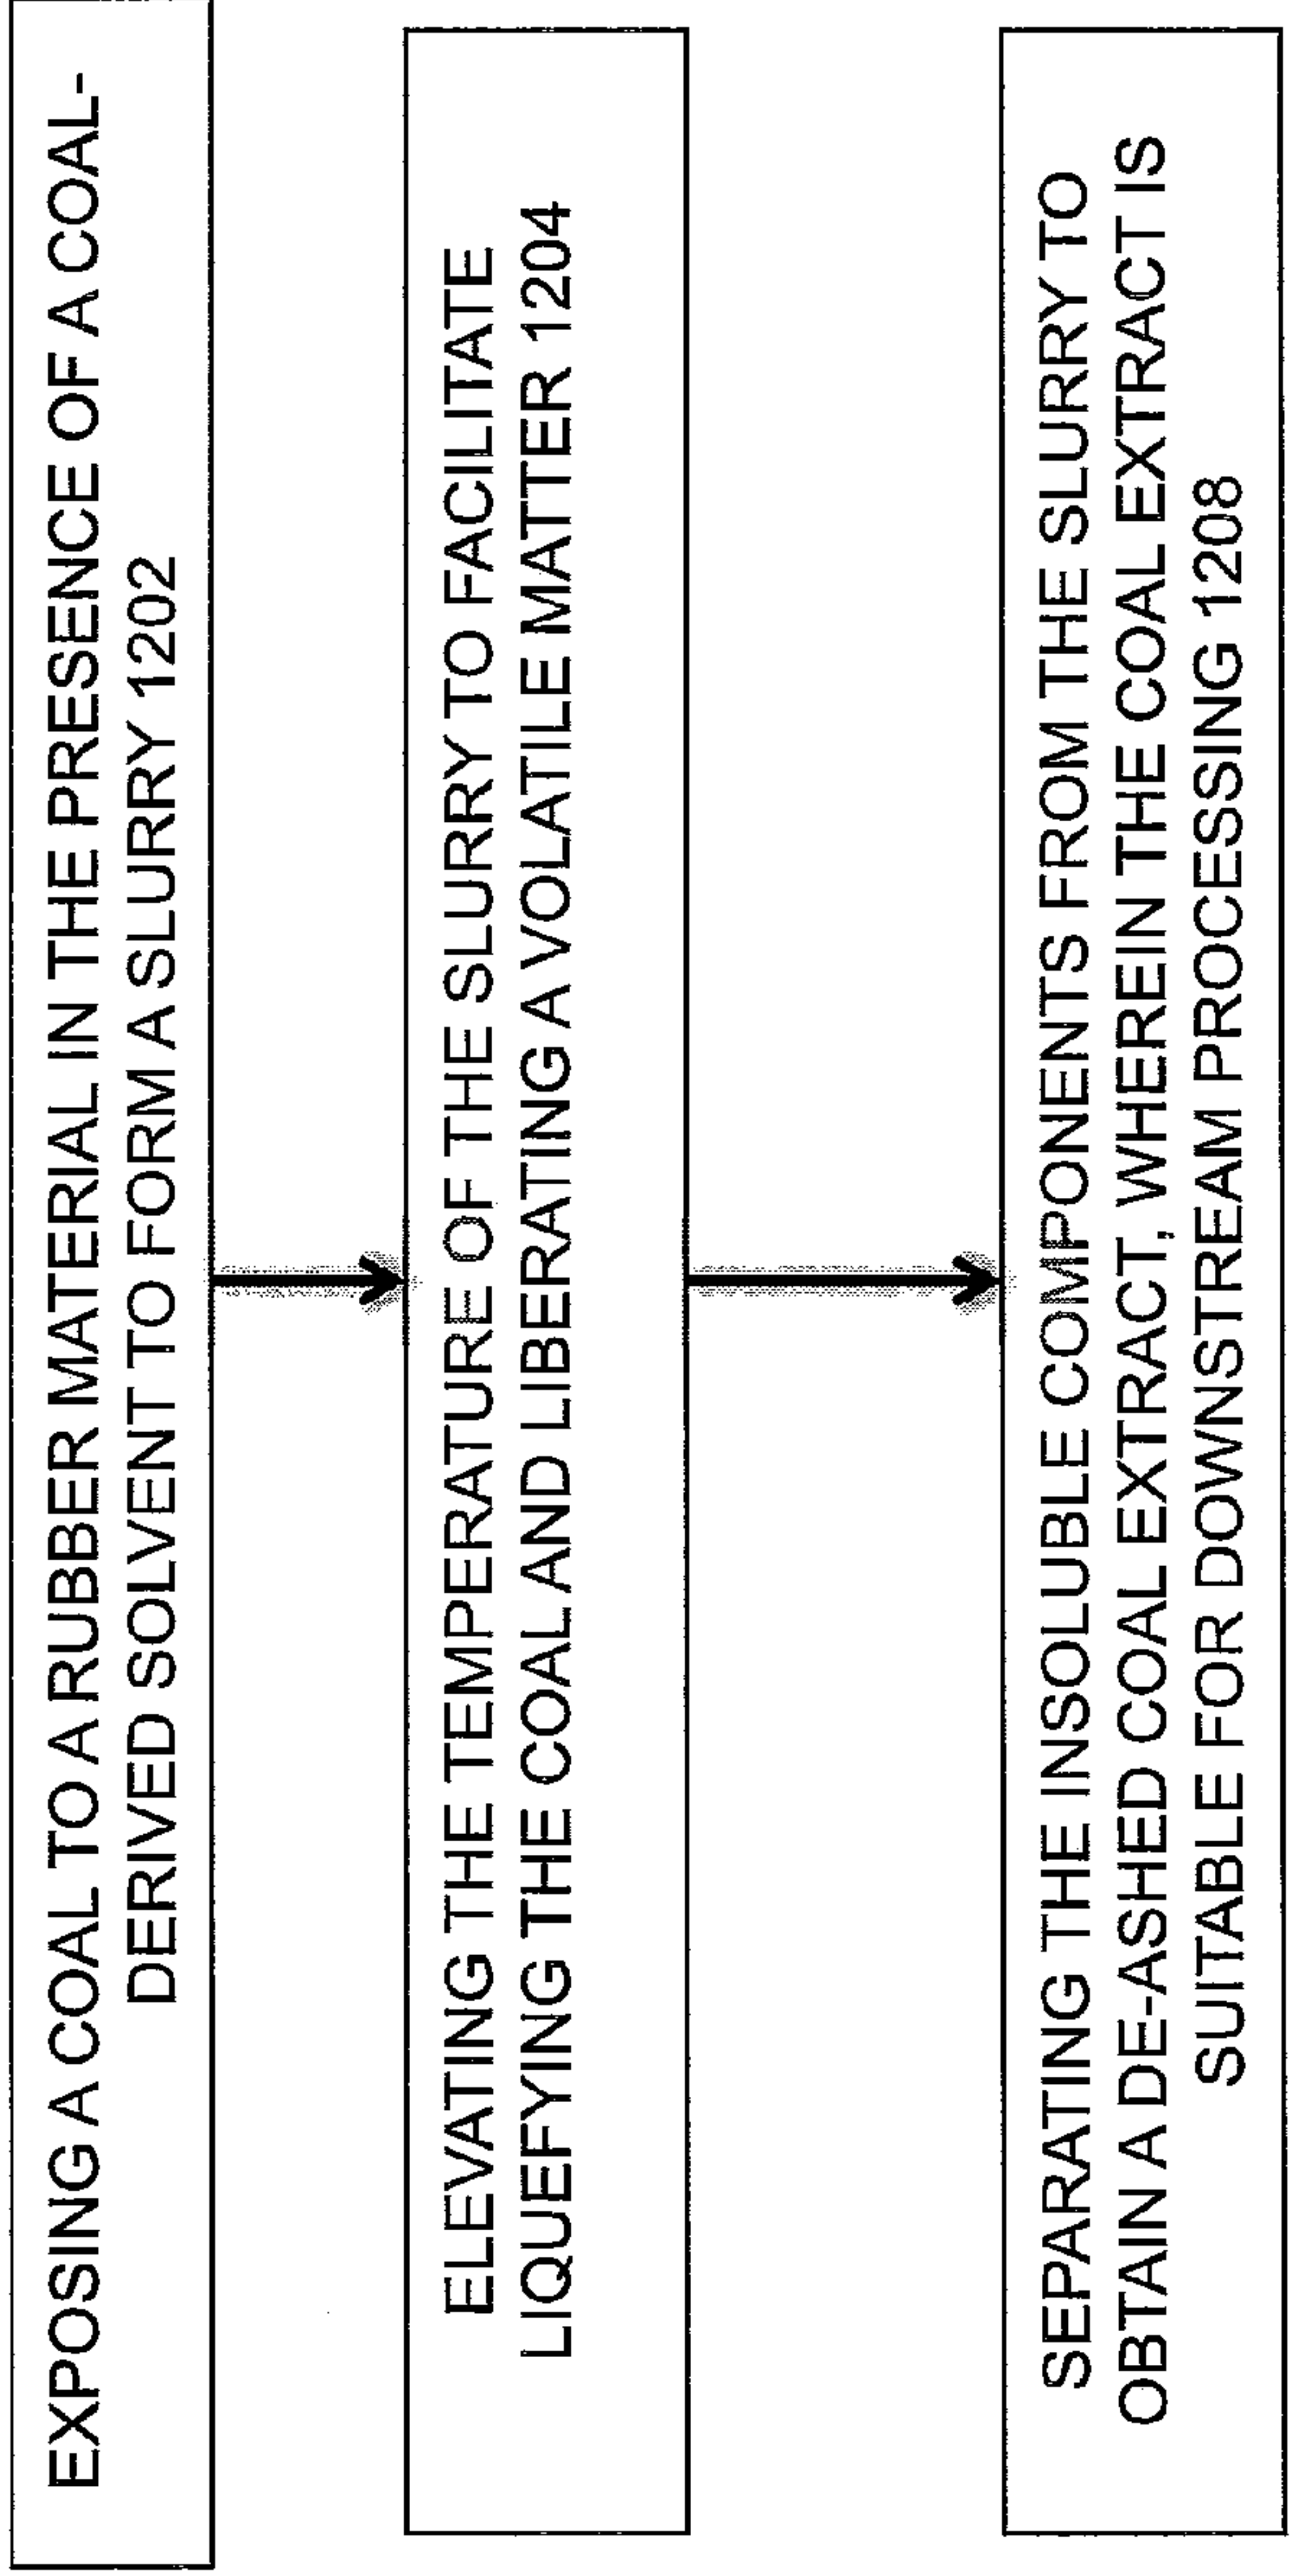 EXPOSING A COAL TO A RUBBER MATERIAL IN THE PRESENCE OF A COAL-
DERIVED SOLVENT TO FORM A SLURRY 1202
ELEVATING THE TEMPERATURE OF THE SLURRY TO FACILITATE
LIQUEFYING THE COAL AND LIBERATING A VOLATILE MATTER 1204
SEPARATING THE INSOLUBLE COMPONENTS FROM THE SLURRY TO
OBTAIN A DE-ASHED COAL EXTRACT, WHEREIN THE COAL EXTRACT IS
SUITABLE FOR DOWNSTREAM PROCESSING 1208